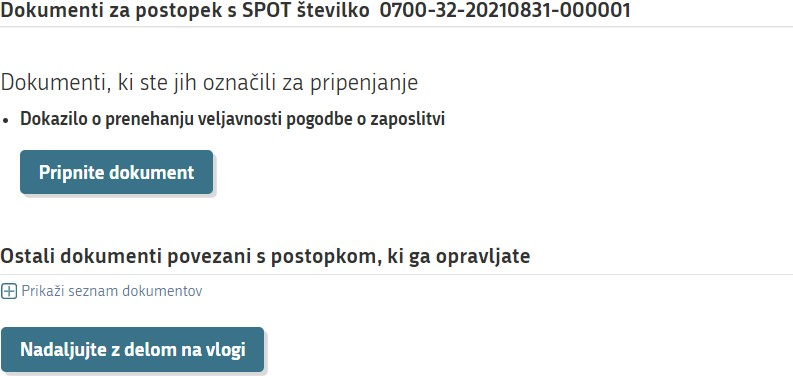 Dokumenti za postopek s SPOT številko 0700-32-20210831-000001
Dokumenti, ki ste jih označili za pripenjanje
• Dokazilo o prenehanju veljavnosti pogodbe o zaposlitvi
Pripnite dokument
Ostali dokumenti povezani s postopkom, ki ga opravljate
Prikaži seznam dokumentov
Nadaljujte z delom na vlogi